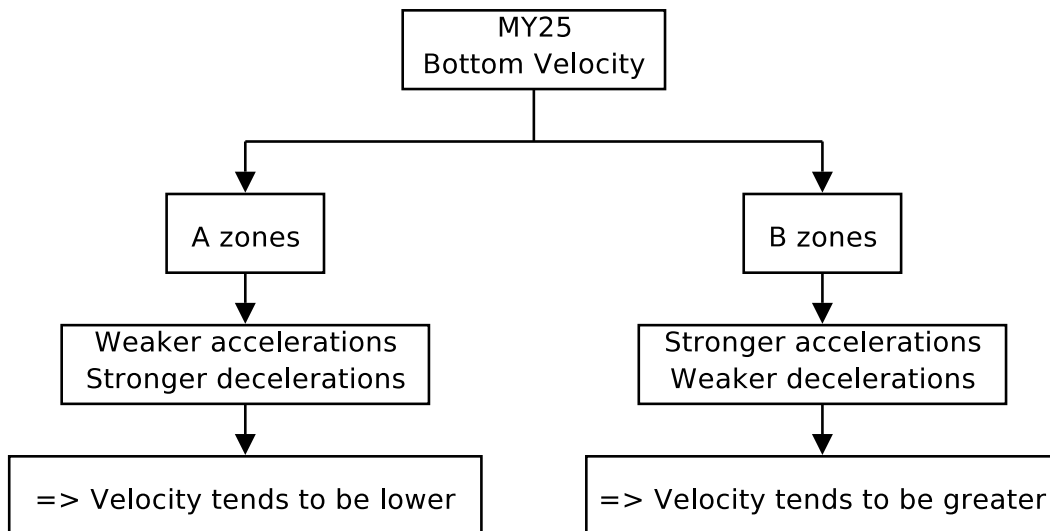 MY25
Bottom Velocity
A zones
B zones
Weaker accelerations
Stronger decelerations
Stronger accelerations
Weaker decelerations
=> Velocity tends to be lower
=> Velocity tends to be greater